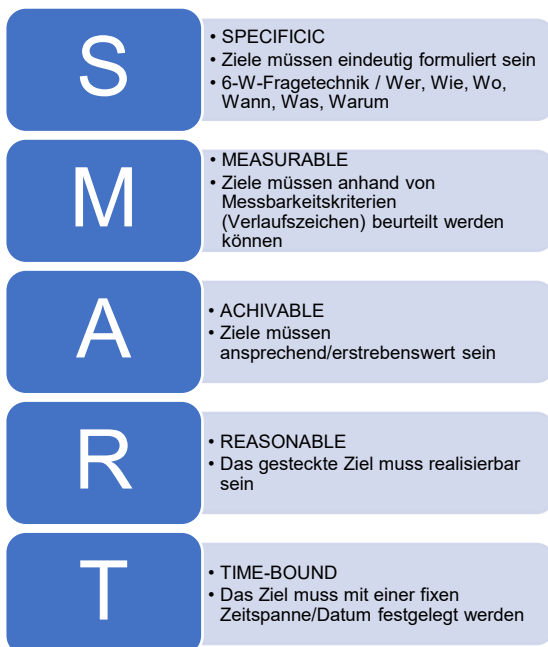 S
• SPECIFICIC
• Ziele müssen eindeutig formuliert sein
• 6-W-Fragetechnik / Wer, Wie, Wo,
Wann, Was, Warum
M
• MEASURABLE
• Ziele müssen anhand von
Messbarkeitskriterien
(Verlaufszeichen) beurteilt werden
können
A
• ACHIVABLE
• Ziele müssen
ansprechend/erstrebenswert sein
R
• REASONABLE
• Das gesteckte Ziel muss realisierbar
sein
T
• TIME-BOUND
• Das Ziel muss mit einer fixen
Zeitspanne/Datum festgelegt werden